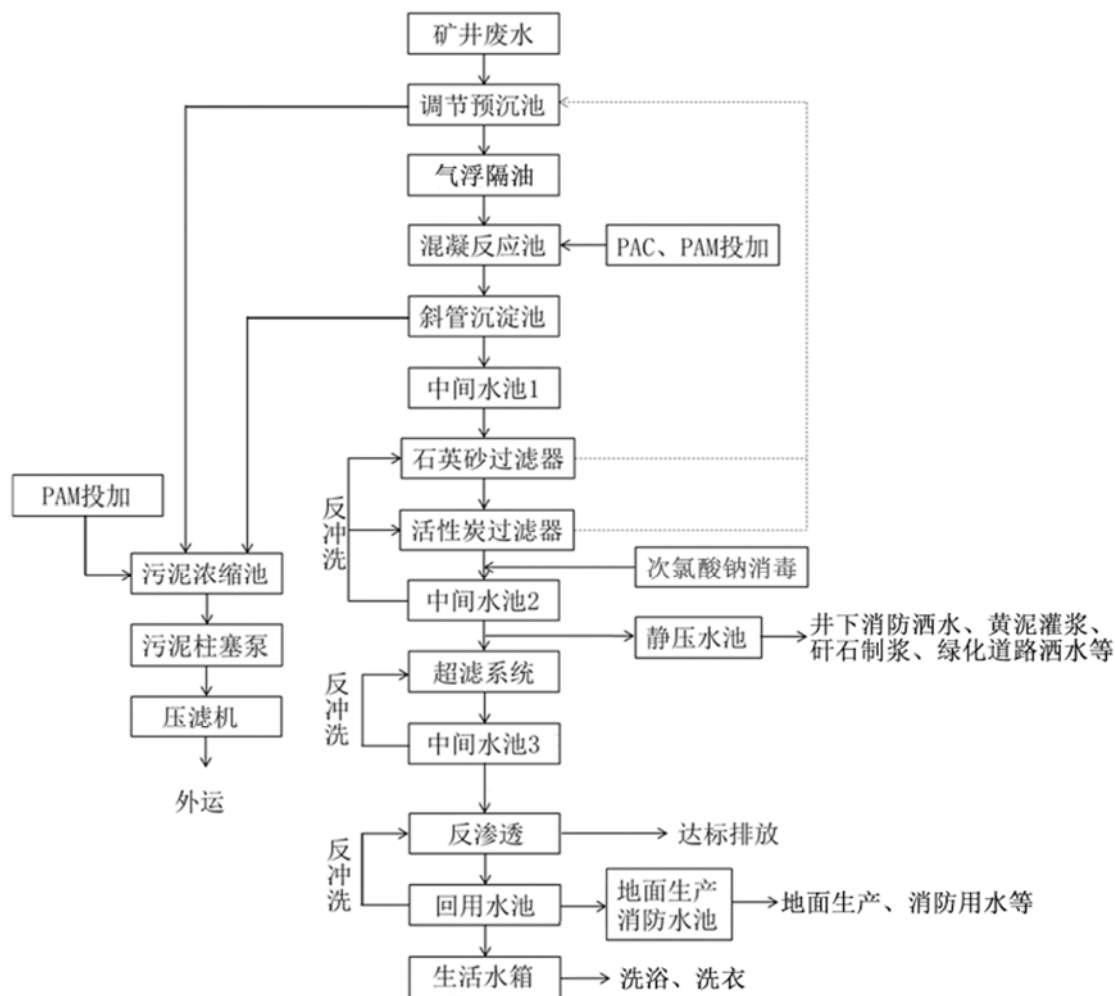 矿井废水
调节预沉池
气浮隔油
混凝反应池
PAC、PAM投加
斜管沉淀池
中间水池1
石英砂过滤器
PAM投加
反冲洗
活性炭过滤器
次氯酸钠消毒
污泥浓缩池
中间水池2
静压水池
井下消防洒水、黄泥灌浆、
矸石制浆、绿化道路洒水等
污泥柱塞泵
超滤系统
反冲洗
压滤机
中间水池3
外运
反渗透
达标排放
反冲洗
回用水池
地面生产
消防水池
地面生产、消防用水等
生活水箱
洗浴、洗衣